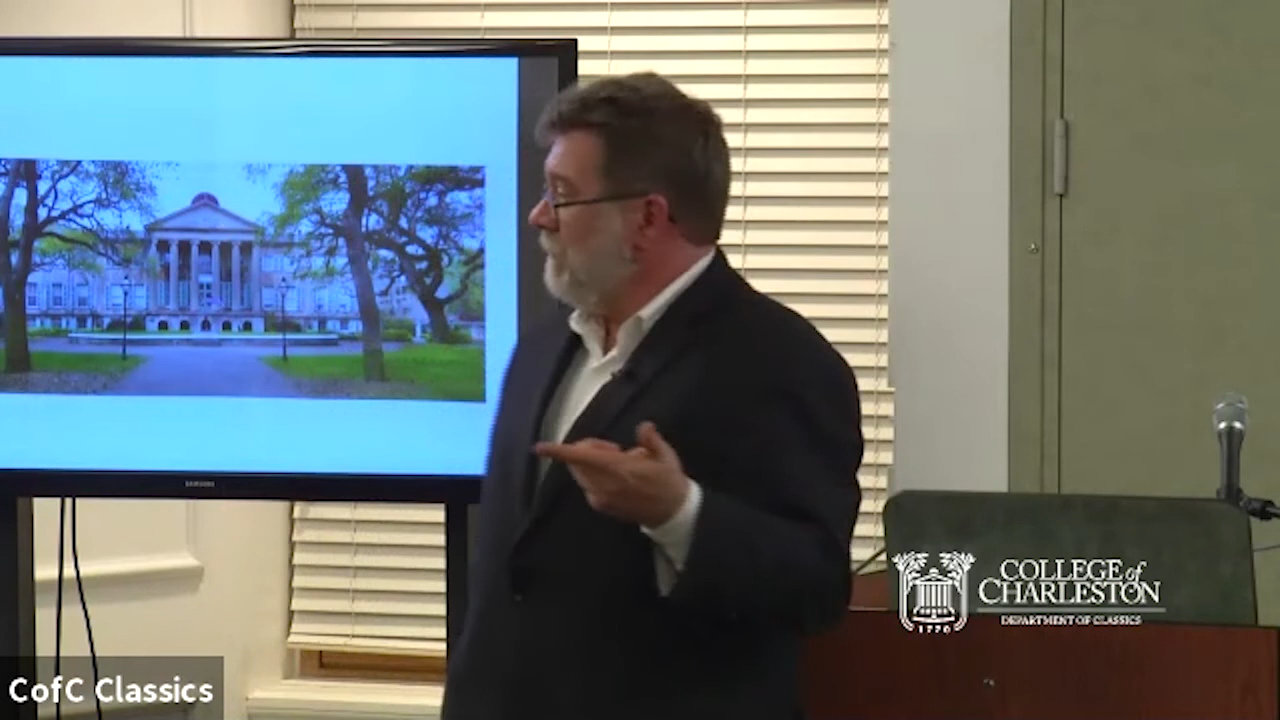 SAMSUNG
COLLEGE of
CHARLESTON
1770
DEPARTMENT OF CLASSICS
CofC Classics